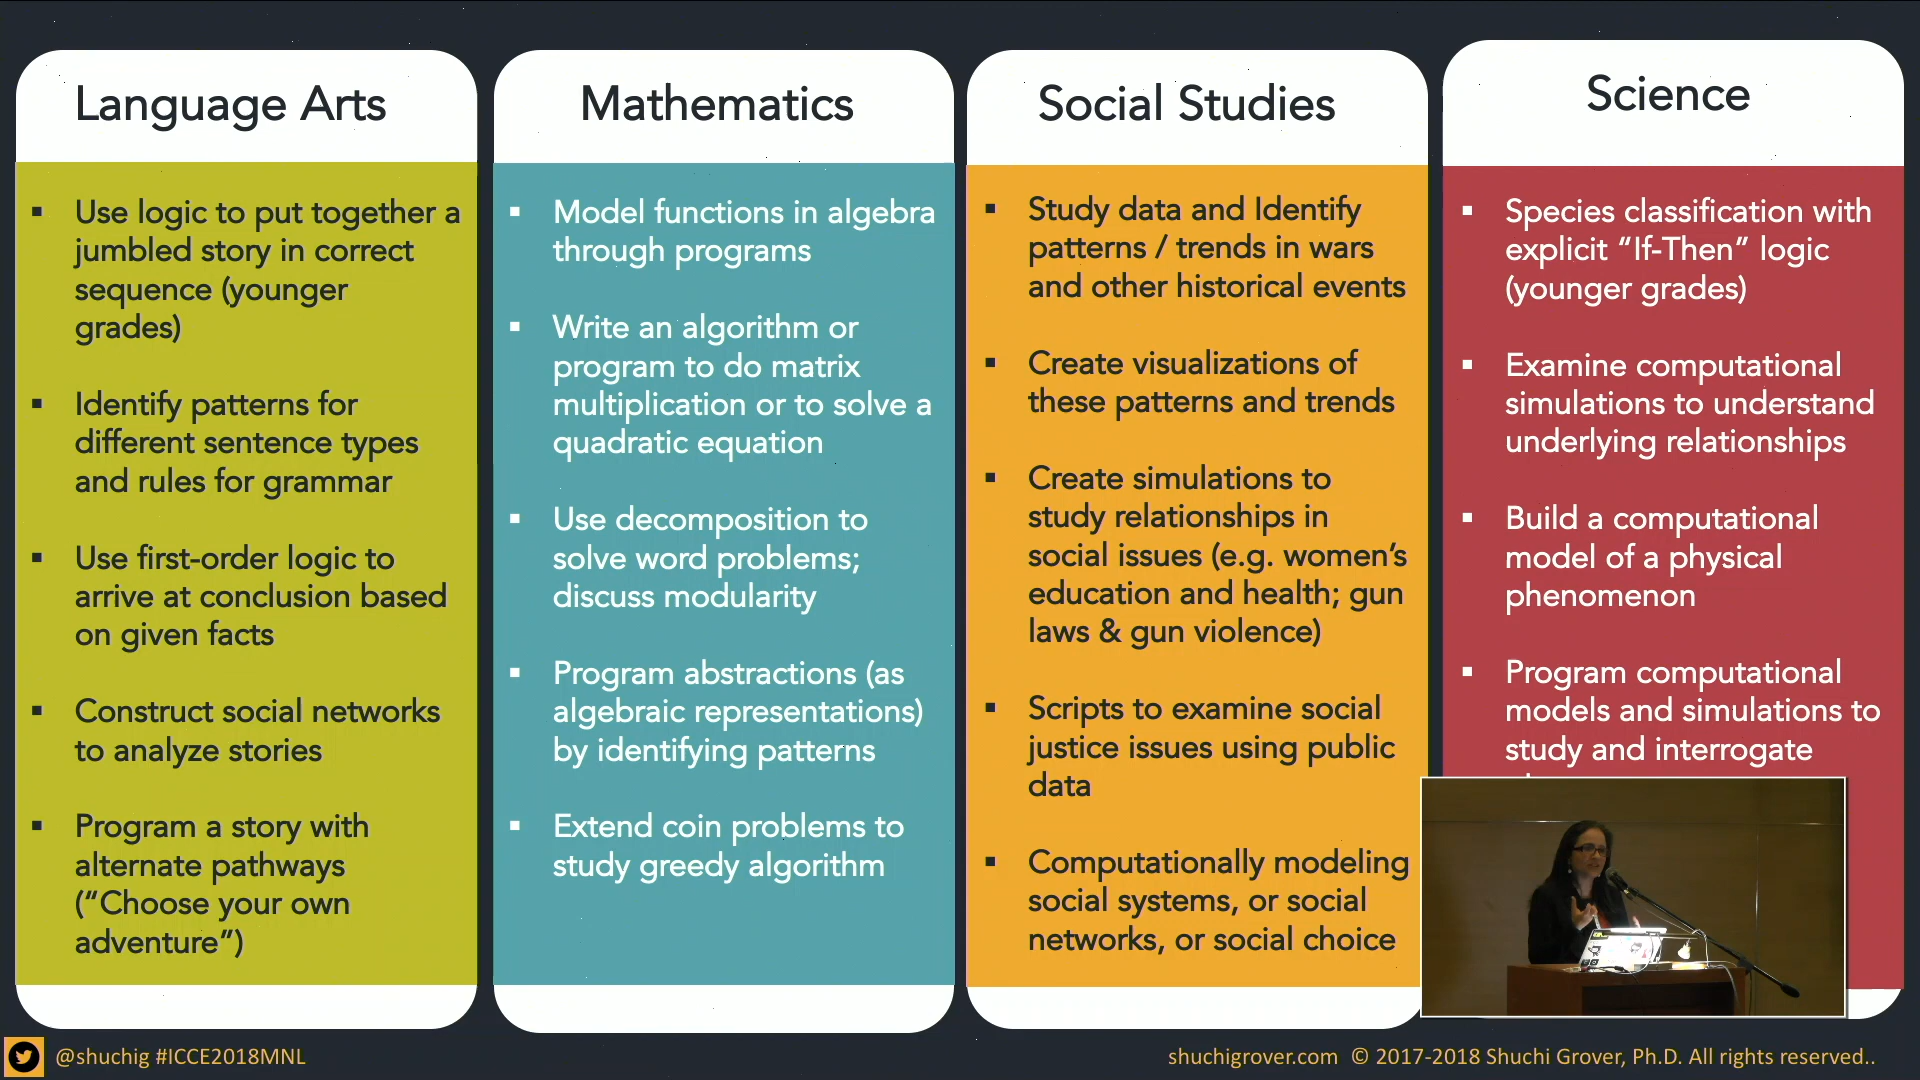 Language Arts
Use logic to put together a
jumbled story in correct
sequence (younger
grades)
Identify patterns for
different sentence types
and rules for grammar
Use first-order logic to
arrive at conclusion based
on given facts
Construct social networks
to analyze stories
Program a story with
alternate pathways
(“Choose your own
adventure”)
Mathematics
Model functions in algebra
through programs
Write an algorithm or
program to do matrix
multiplication or to solve a
quadratic equation
Use decomposition to
solve word problems;
discuss modularity
Program abstractions (as
algebraic representations)
by identifying patterns
Extend coin problems to
study greedy algorithm
Social Studies
Study data and Identify
patterns / trends in wars
and other historical events
Create visualizations of
these patterns and trends
Create simulations to
study relationships in
social issues (e.g. women’s
education and health; gun
laws & gun violence)
Scripts to examine social
justice issues using public
data
Computationally modeling
social systems, or social
networks, or social choice
Science
Species classification with
explicit “If-Then” logic
(younger grades)
Examine computational
simulations to understand
underlying relationships
Build a computational
model of a physical
phenomenon
Program computational
models and simulations to
study and interrogate
@shuchig #ICCE2018MNL
shuchigrover.com © 2017-2018 Shuchi Grover, Ph.D. All rights reserved..